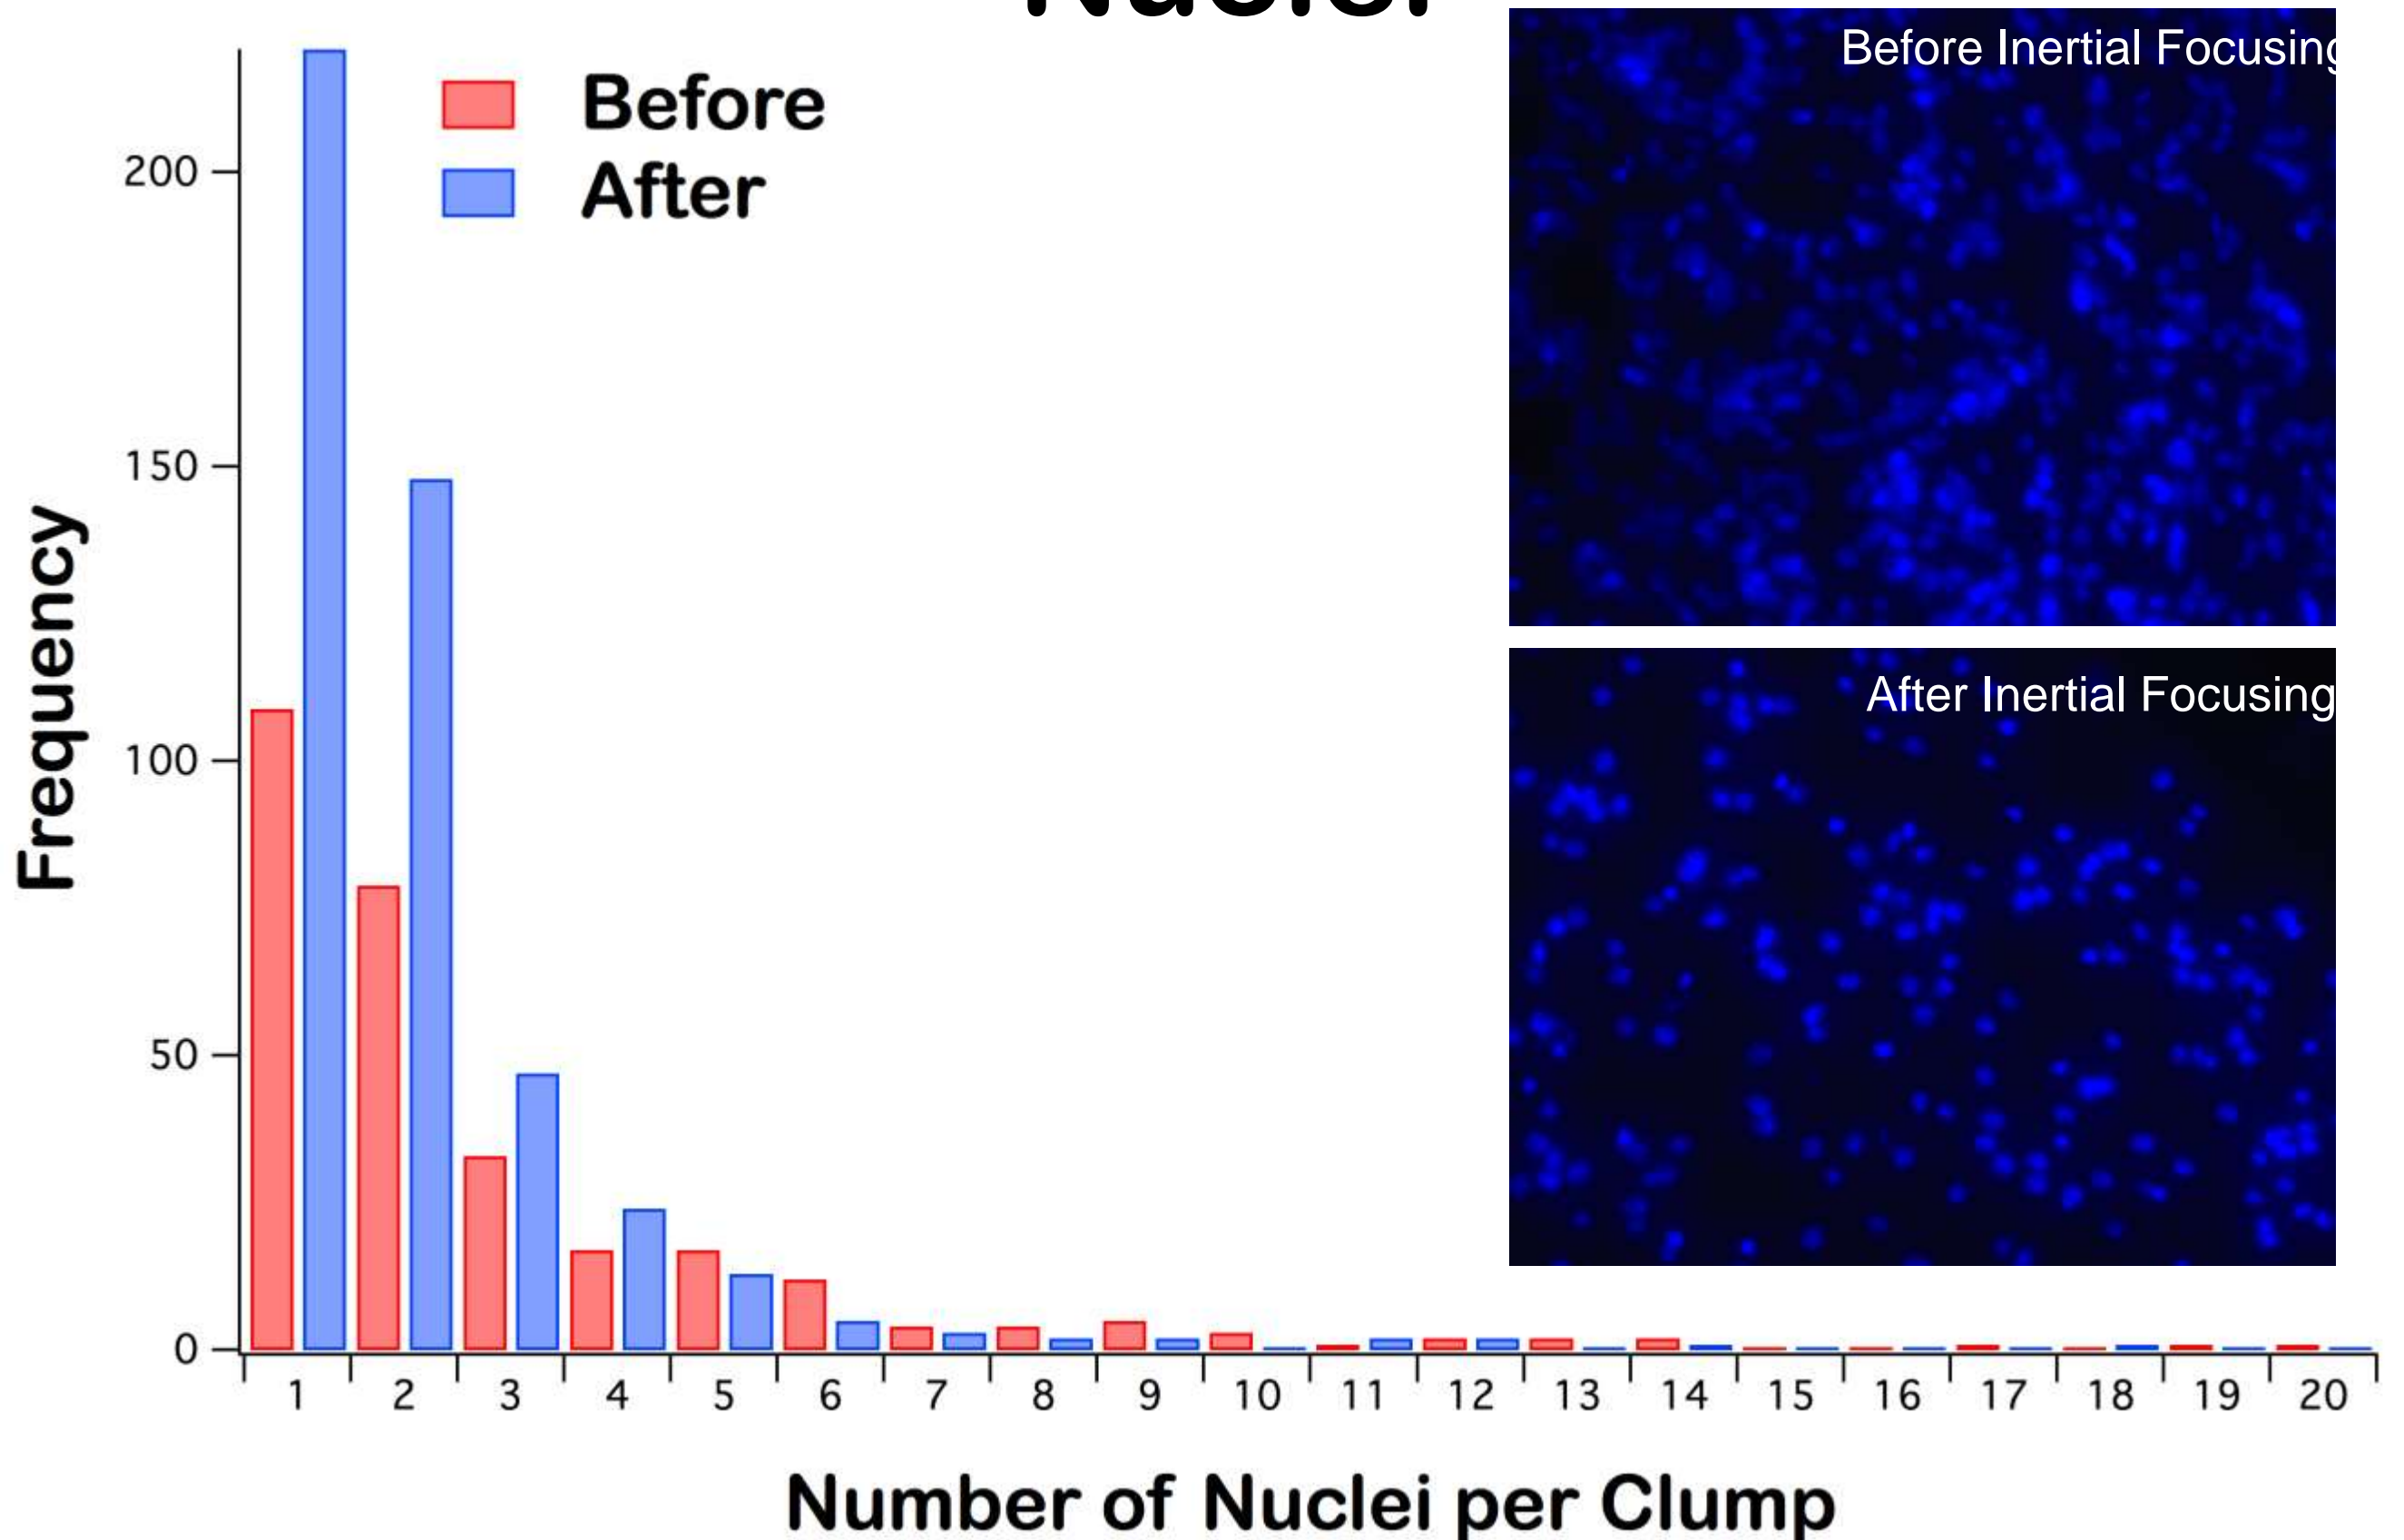 Nuclei
Before Inertial Focusing
Before
After
200
150
100
50
0
Frequency
After Inertial Focusing
1 2 3 4 5 6 7 8 9 10 11 12 13 14 15 16 17 18 19 20
Number of Nuclei per Clump